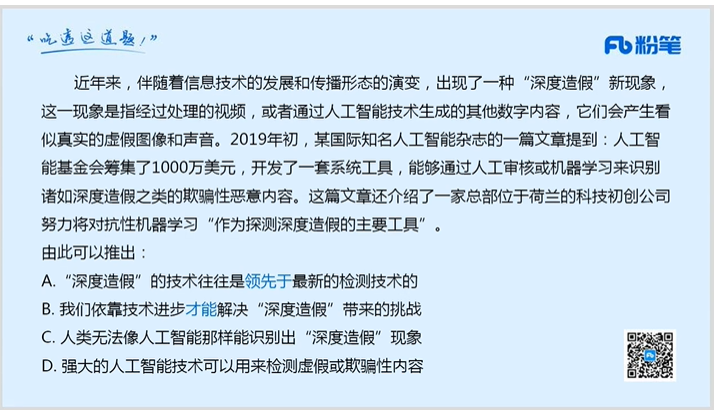 “吃透这道题!”
粉笔
近年来，伴随着信息技术的发展和传播形态的演变，出现了一种“深度造假”新现象，
这一现象是指经过处理的视频，或者通过人工智能技术生成的其他数字内容，它们会产生看
似真实的虚假图像和声音。2019年初，某国际知名人工智能杂志的一篇文章提到：人工智
能基金会筹集了1000万美元，开发了一套系统工具，能够通过人工审核或机器学习来识别
诸如深度造假之类的欺骗性恶意内容。这篇文章还介绍了一家总部位于荷兰的科技初创公司
努力将对抗性机器学习“作为探测深度造假的主要工具”。
由此可以推出：
A.“深度造假”的技术往往是领先于最新的检测技术的
B. 我们依靠技术进步才能解决“深度造假”带来的挑战
C. 人类无法像人工智能那样能识别出“深度造假”现象
D. 强大的人工智能技术可以用来检测虚假或欺骗性内容